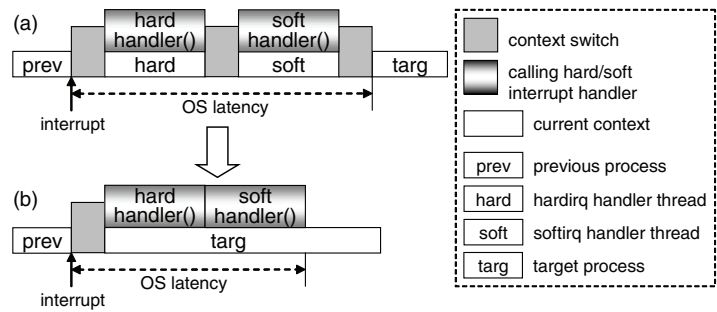 (a)
hard
handler()
soft
handler()
prev
hard
soft
targ
OS latency
interrupt
(b)
hard
handler()
soft
handler()
prev
targ
OS latency
interrupt
context switch
calling hard/soft
interrupt handler
current context
prev previous process
hard hardirq handler thread
soft softirq handler thread
targ target process